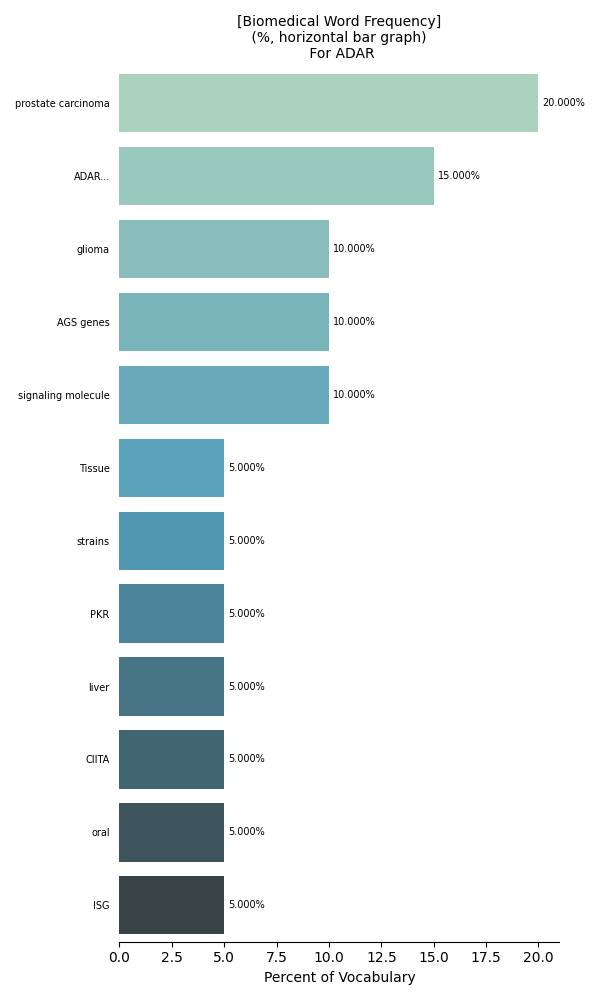 [Biomedical Word Frequency]
(%, horizontal bar graph)
For ADAR
prostate carcinoma 20.000%
ADAR... 15.000%
glioma 10.000%
AGS genes 10.000%
signaling molecule 10.000%
Tissue 5.000%
strains 5.000%
PKR 5.000%
liver 5.000%
CIITA 5.000%
oral 5.000%
ISG 5.000%
0.0 2.5 5.0 7.5 10.0 12.5 15.0 17.5 20.0
Percent of Vocabulary